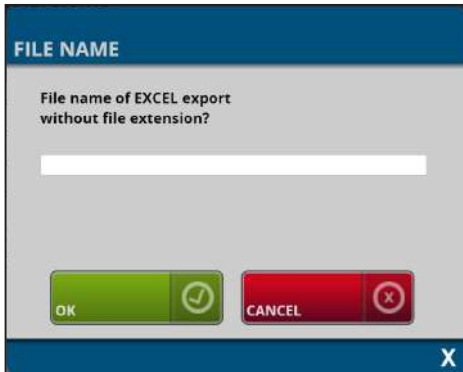 FILE NAME
File name of EXCEL export
without file extension?
OK
CANCEL
X